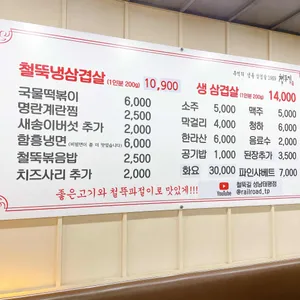 철뚝냉삼겹살 (1인분 200g) 10,900
국물떡볶이 6,000
명란계란찜 2,500
새송이버섯 추가 2,000
함흥냉면 6,000
철뚝볶음밥 2,500
치즈사리 추가 2,000
생 삼겹살 (1인분 200g) 14,000
소주 5,000 맥주 5,000
막걸리 4,000 청하 6,000
한라산 6,000 음료수 2,000
공기밥 1,000 된장추가 3,500
화요 30,000 파인사베트 7,000
좋은고기와 철뚝과절이로 맛있게!!!
YouTube 철뚝길 성남태평점
@railroad_tp